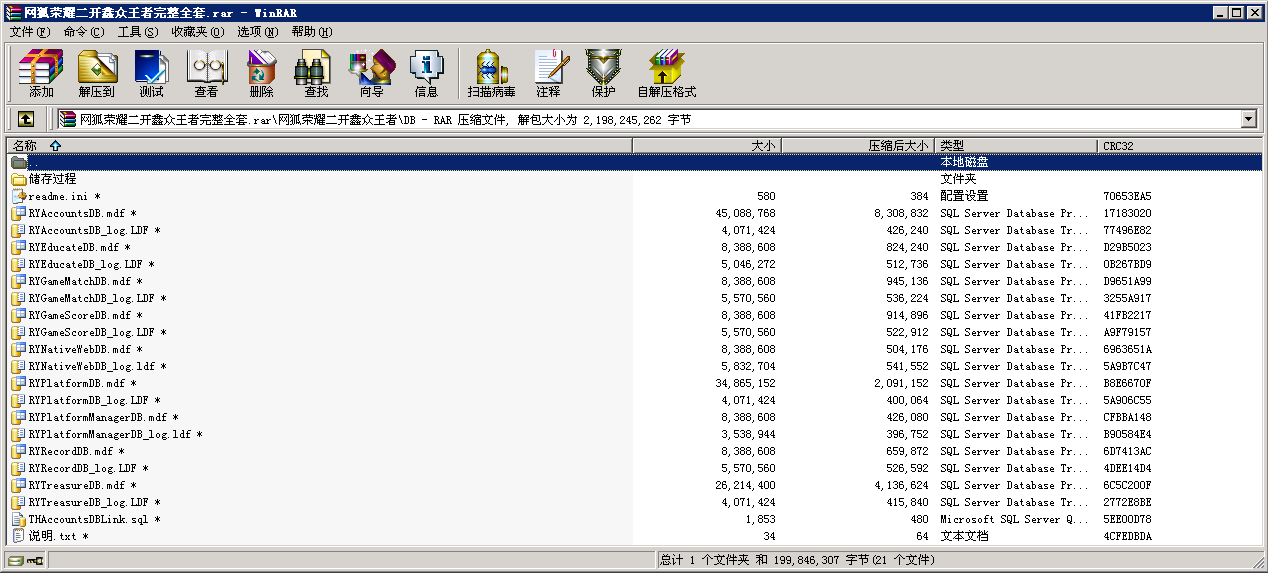 网狐荣耀二开鑫众王者完整全套.rar - WinRAR
文件(F) 命令(C) 工具(S) 收藏夹(O) 选项(N) 帮助(H)
添加 解压到 测试 查看 删除 查找 向导 信息 扫描病毒 注释 保护 自解压格式
网狐荣耀二开鑫众王者完整全套.rar\网狐荣耀二开鑫众王者\DB - RAR 压缩文件, 解包大小为 2,198,245,262 字节
名称 大小 压缩后大小 类型 CRC32
.. 本地磁盘
储存过程 文件夹
readme.ini * 580 384 配置设置 70653EA5
RYAccountsDB.mdf * 45,088,768 8,308,832 SQL Server Database Pr... 17183020
RYAccountsDB_log.LDF * 4,071,424 426,240 SQL Server Database Tr... 77496E82
RYEducateDB.mdf * 8,388,608 824,240 SQL Server Database Pr... D29B5023
RYEducateDB_log.LDF * 5,046,272 512,736 SQL Server Database Tr... 0B267BD9
RYGameMatchDB.mdf * 8,388,608 945,136 SQL Server Database Pr... D9651A99
RYGameMatchDB_log.LDF * 5,570,560 536,224 SQL Server Database Tr... 3255A917
RYGameScoreDB.mdf * 8,388,608 914,896 SQL Server Database Pr... 41FB2217
RYGameScoreDB_log.LDF * 5,570,560 522,912 SQL Server Database Tr... A9F79157
RYNativeWebDB.mdf * 8,388,608 504,176 SQL Server Database Pr... 6963651A
RYNativeWebDB_log.ldf * 5,832,704 541,552 SQL Server Database Tr... 5A9B7C47
RYPlatformDB.mdf * 34,865,152 2,091,152 SQL Server Database Pr... B8E6670F
RYPlatformDB_log.LDF * 4,071,424 400,064 SQL Server Database Tr... 5A906C55
RYPlatformManagerDB.mdf * 8,388,608 426,080 SQL Server Database Pr... CFBBA148
RYPlatformManagerDB_log.ldf * 3,538,944 396,752 SQL Server Database Tr... B90584E4
RYRecordDB.mdf * 8,388,608 659,872 SQL Server Database Pr... 6D7413AC
RYRecordDB_log.LDF * 5,570,560 526,592 SQL Server Database Tr... 4DEE14D4
RYTreasureDB.mdf * 26,214,400 4,136,624 SQL Server Database Pr... 6C5C200F
RYTreasureDB_log.LDF * 4,071,424 415,840 SQL Server Database Tr... 2772E8BE
THAccountsDBLink.sql * 1,853 480 Microsoft SQL Server Q... 5EE00D78
说明.txt * 34 64 文本文档 4CFEDBDA
总计 1 个文件夹 和 199,846,307 字节(21 个文件)